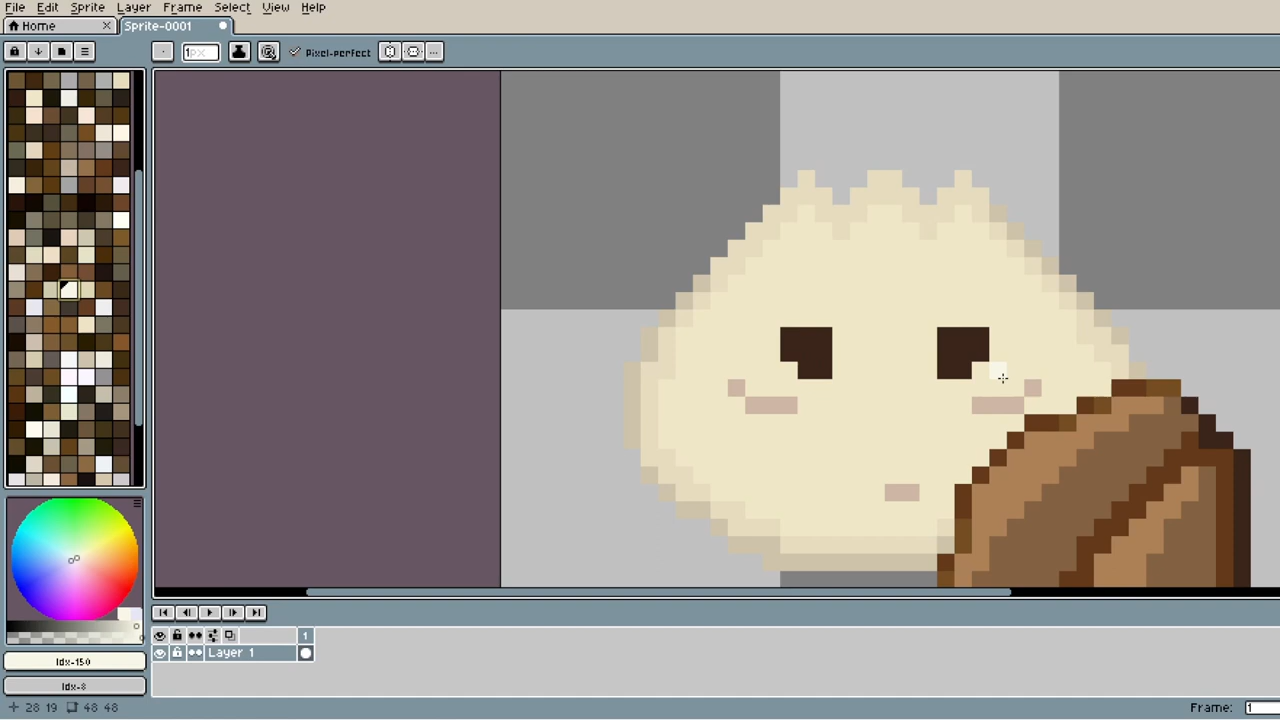 File Edit Sprite Layer Frame Select View Help
Home Sprite-0001
1px Pixel-perfect
1
Layer 1
Idx-150
Idx-8
28 19 48 48 Frame: 1